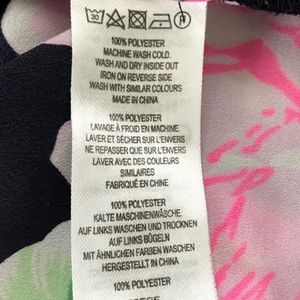 30
P
100% POLYESTER
MACHINE WASH COLD.
WASH AND DRY INSIDE OUT
IRON ON REVERSE SIDE
WASH WITH SIMILAR COLOURS
MADE IN CHINA
100% POLYESTER
LAVAGE À FROID EN MACHINE.
LAVER ET SÉCHER SUR L'ENVERS
NE REPASSER QUE SUR L'ENVERS
LAVER AVEC DES COULEURS
SIMILAIRES
FABRIQUÉ EN CHINE
100% POLYESTER
KALTE MASCHINENWÄSCHE.
AUF LINKS WASCHEN UND TROCKNEN
AUF LINKS BÜGELN
MIT ÄHNLICHEN FARBEN WASCHEN
HERGESTELLT IN CHINA
100% POLYESTER